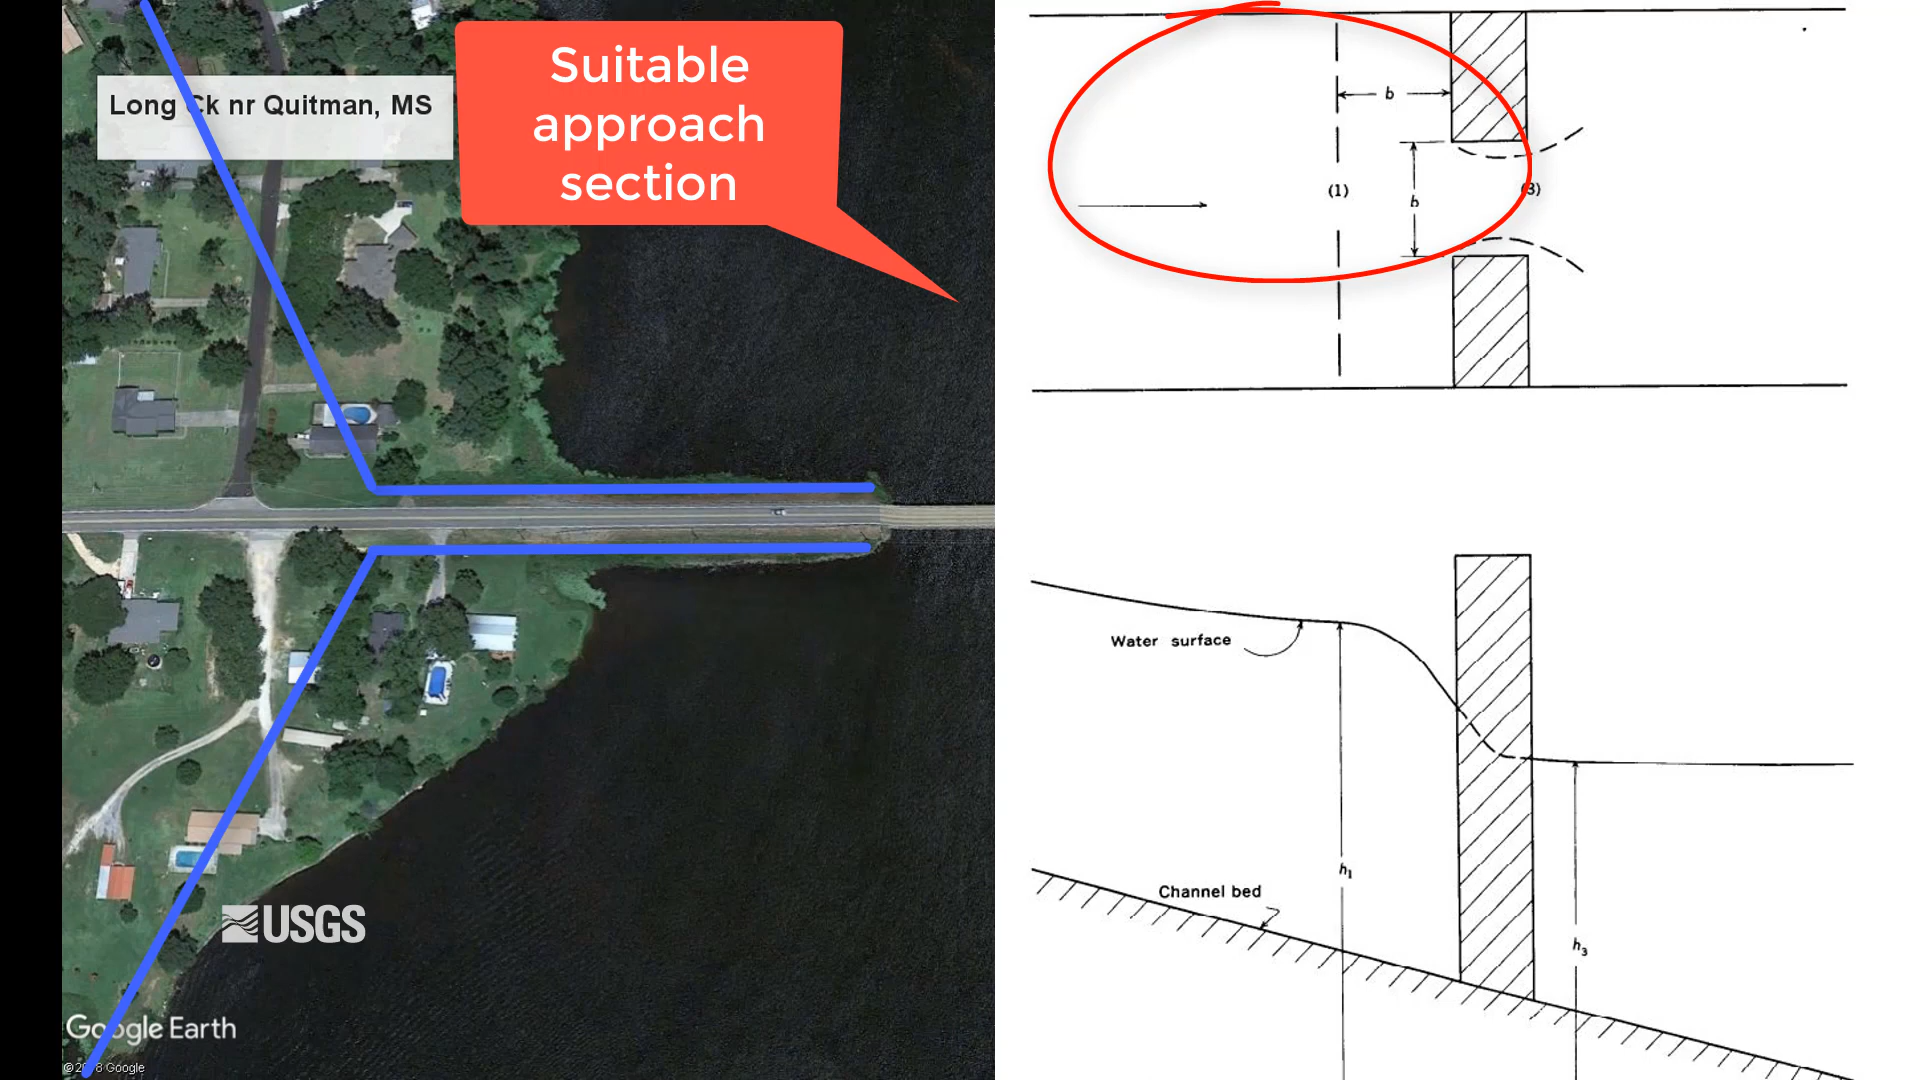 Suitable
approach
section
Long Ck nr Quitman, MS
USGS
Google Earth
Google
b
(1)
b
(3)
Water surface
h1
Channel bed
h3